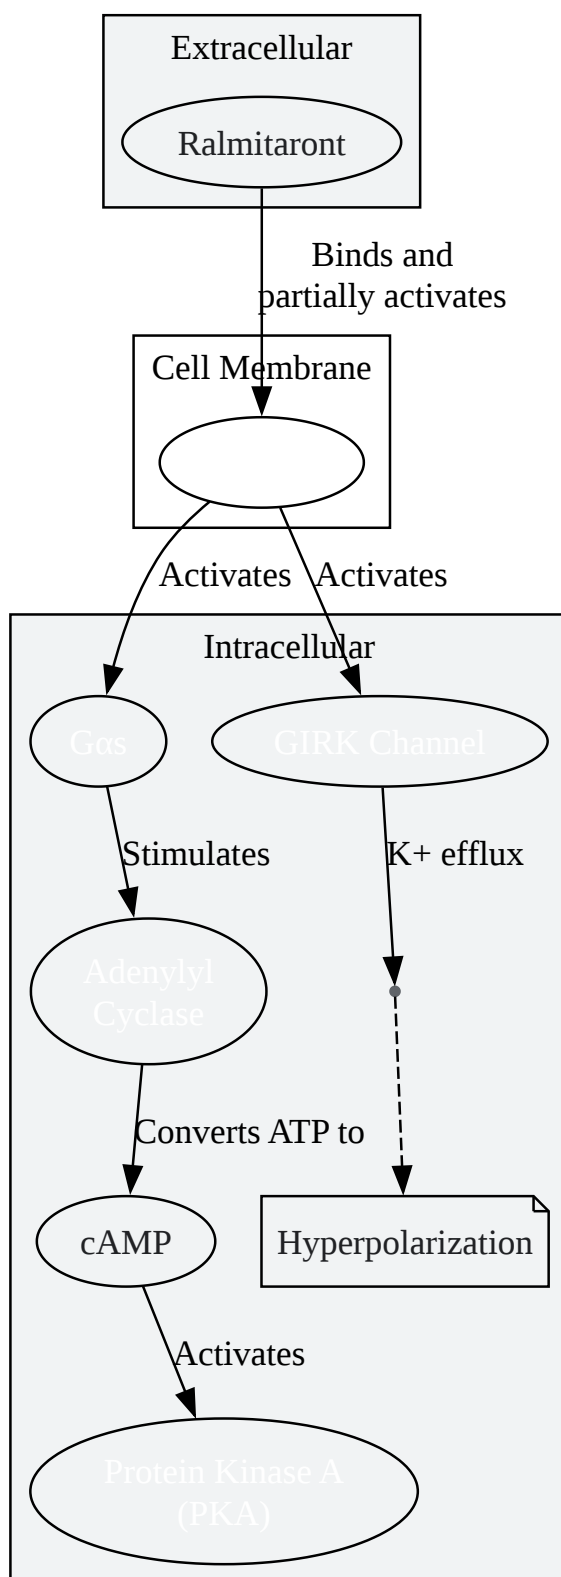 Extracellular
Ralmitaront
Binds and
partially activates
Cell Membrane
Activates
Activates
Intracellular
Gαs
GIRK Channel
Stimulates
K+ efflux
Adenylyl
Cyclase
Converts ATP to
cAMP
Hyperpolarization
Activates
Protein Kinase A
(PKA)